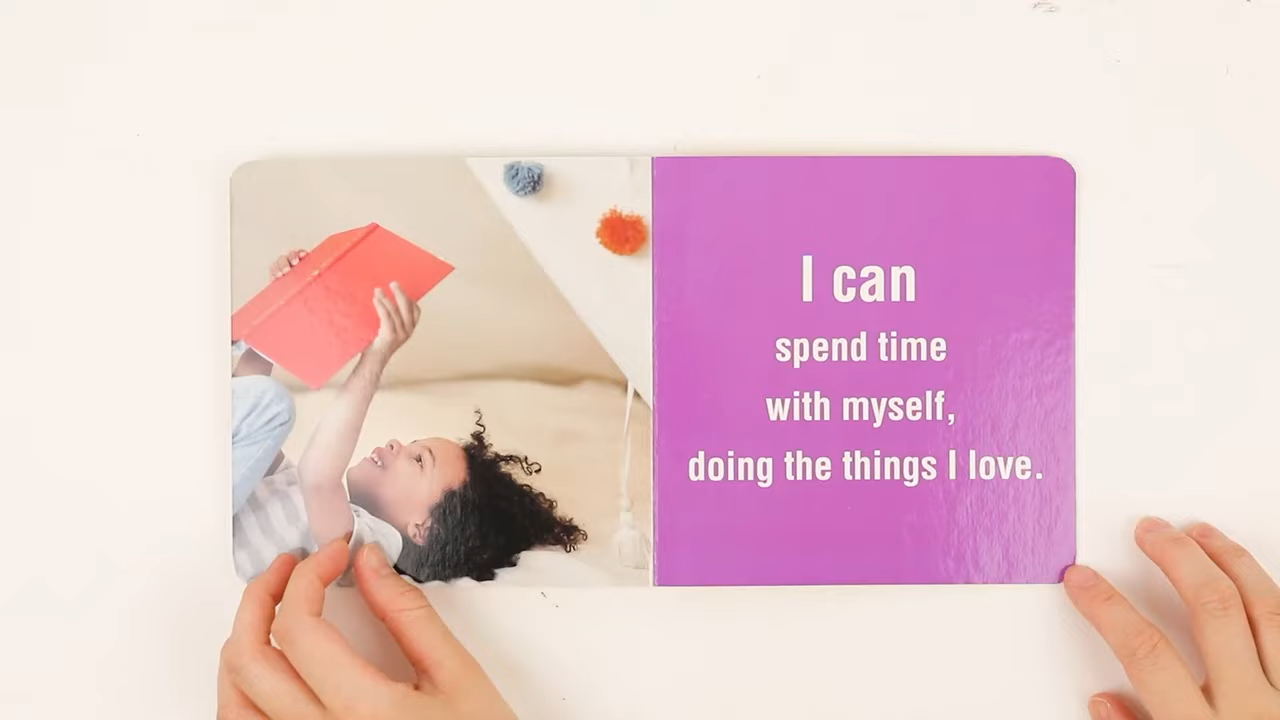 I can
spend time
with myself,
doing the things I love.